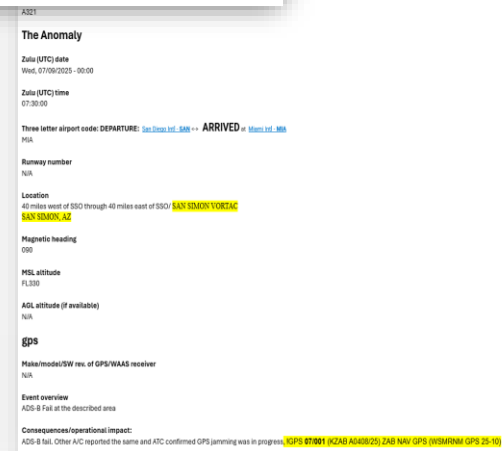 A321
The Anomaly
Zulu (UTC) date
Wed, 07/09/2025 - 00:00
Zulu (UTC) time
07:30:00
Three letter airport code: DEPARTURE: San Diego Intl - SAN <-> ARRIVED at Miami Intl - MIA
MIA
Runway number
N/A
Location
40 miles west of SSO through 40 miles east of SSO/ SAN SIMON VORTAC
SAN SIMON, AZ
Magnetic heading
090
MSL altitude
FL330
AGL altitude (if available)
N/A
gps
Make/model/SW rev. of GPS/WAAS receiver
N/A
Event overview
ADS-B Fail at the described area
Consequences/operational impact:
ADS-B fail. Other A/C reported the same and ATC confirmed GPS jamming was in progress. !GPS 07/001 (KZAB A0408/25) ZAB NAV GPS (WSMRNM GPS 25-10)